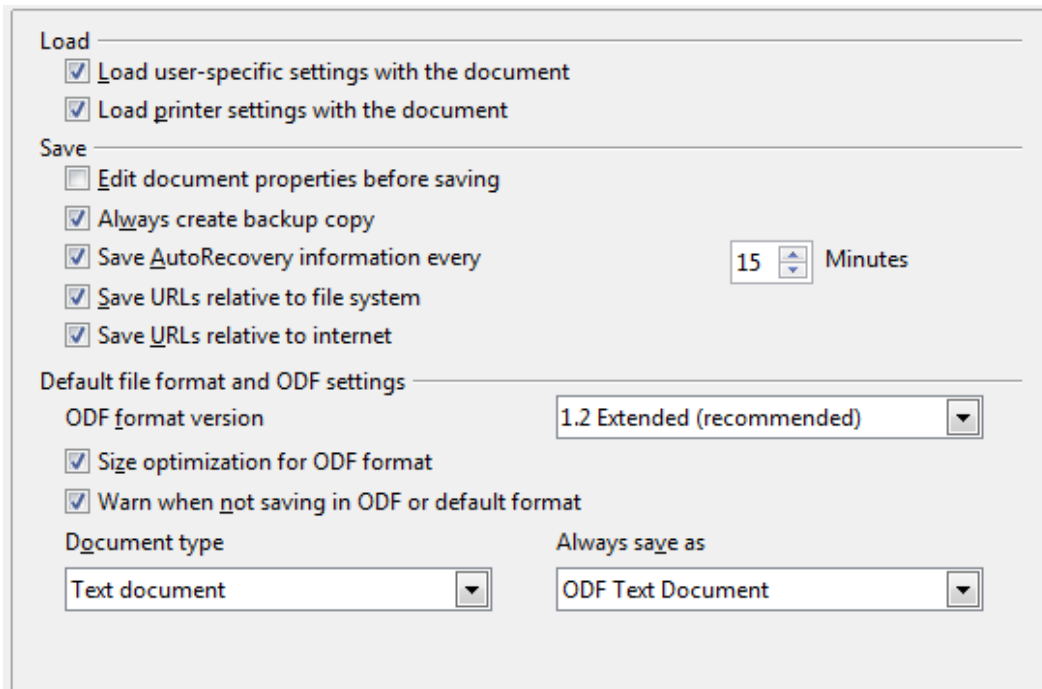 Load
Load user-specific settings with the document
Load printer settings with the document
Save
Edit document properties before saving
Always create backup copy
Save AutoRecovery information every 15 Minutes
Save URLs relative to file system
Save URLs relative to internet
Default file format and ODF settings
ODF format version 1.2 Extended (recommended)
Size optimization for ODF format
Warn when not saving in ODF or default format
Document type Always save as
Text document ODF Text Document